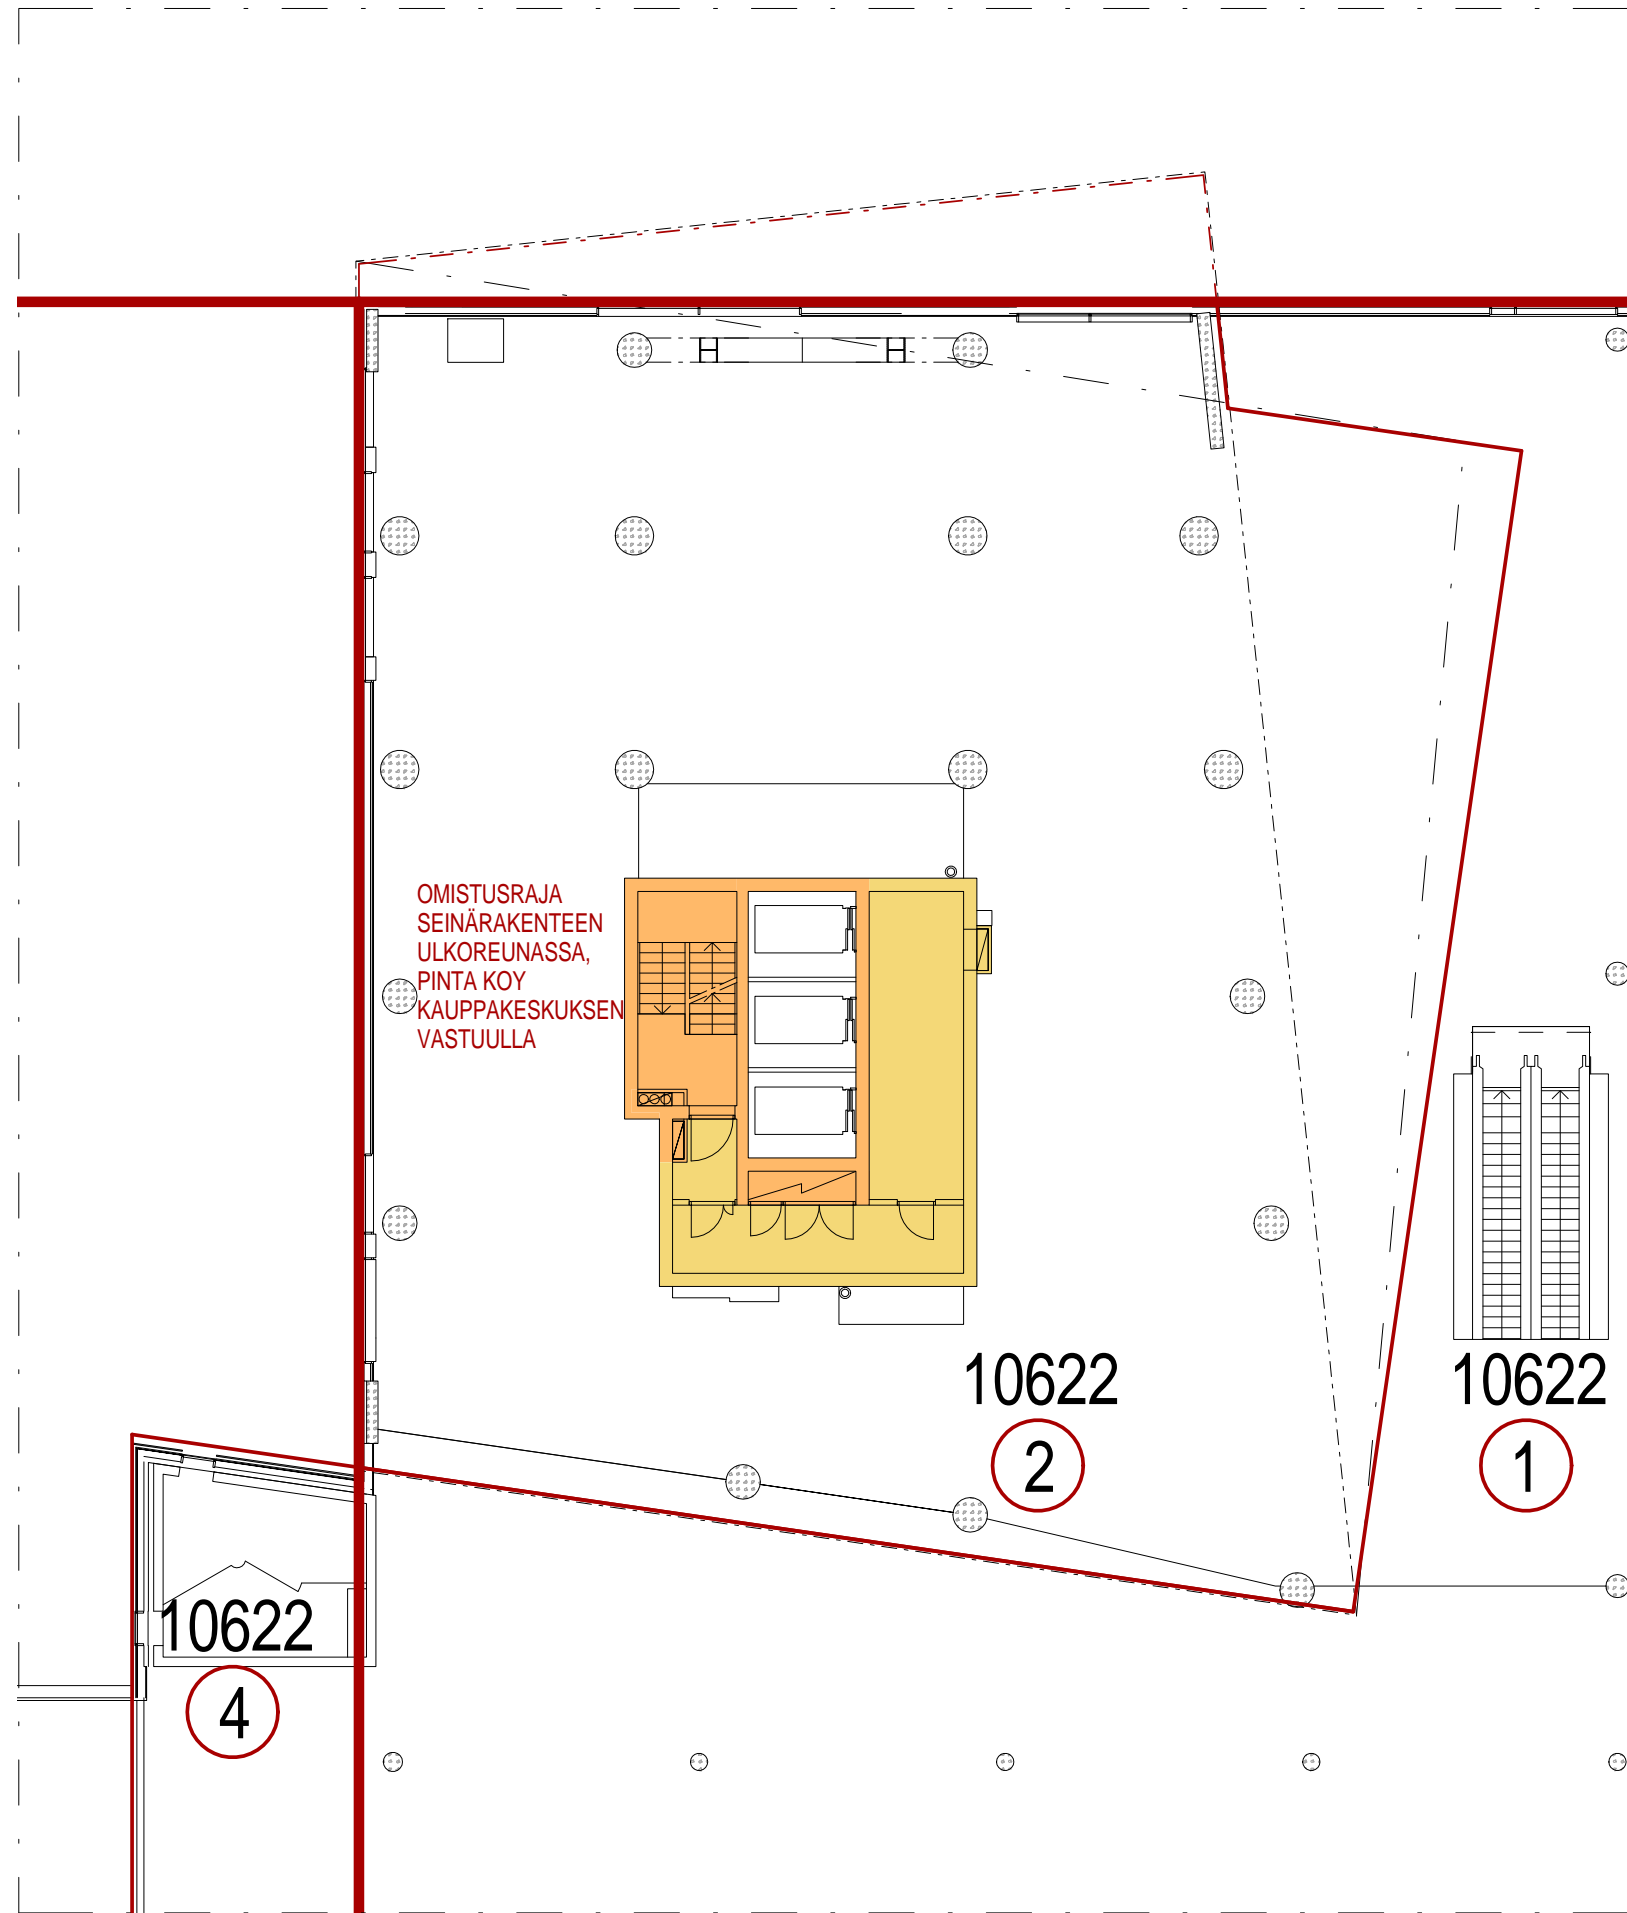 OMISTUSRAJA
SEINÄRAKENTEEN
ULKOREUNASSA,
PINTA KOY
KAUPPAKESKUKSEN
VASTUULLA
10622
2
10622
1
10622
4